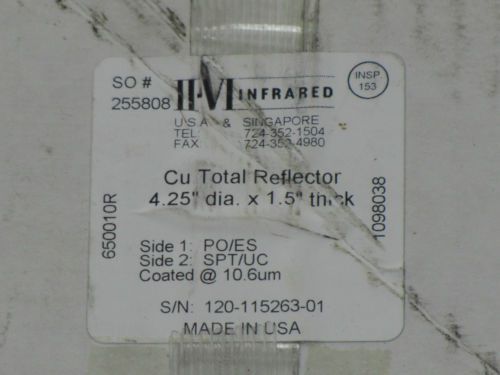 SO #
255808
II-VI INFRARED
INSP.
153
U.S.A. & SINGAPORE
TEL: 724-352-1504
FAX: 724-352-4980
Cu Total Reflector
4.25" dia. x 1.5" thick
650010R
1098038
Side 1: PO/ES
Side 2: SPT/UC
Coated @ 10.6um
S/N: 120-115263-01
MADE IN USA